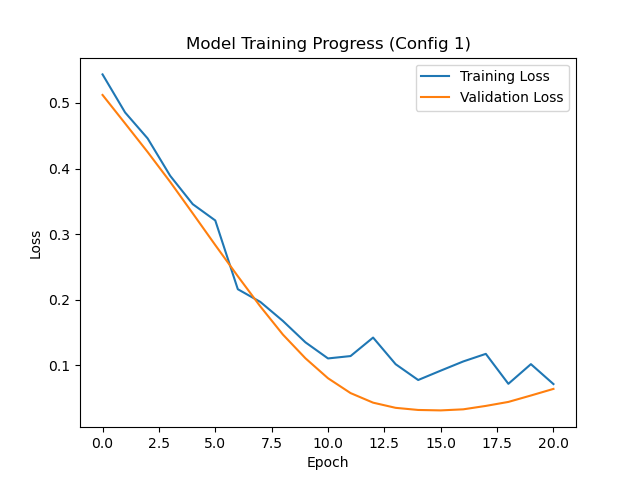 Model Training Progress (Config 1)
Training Loss
Validation Loss
0.5
0.4
0.3
0.2
0.1
Loss
0.0 2.5 5.0 7.5 10.0 12.5 15.0 17.5 20.0
Epoch